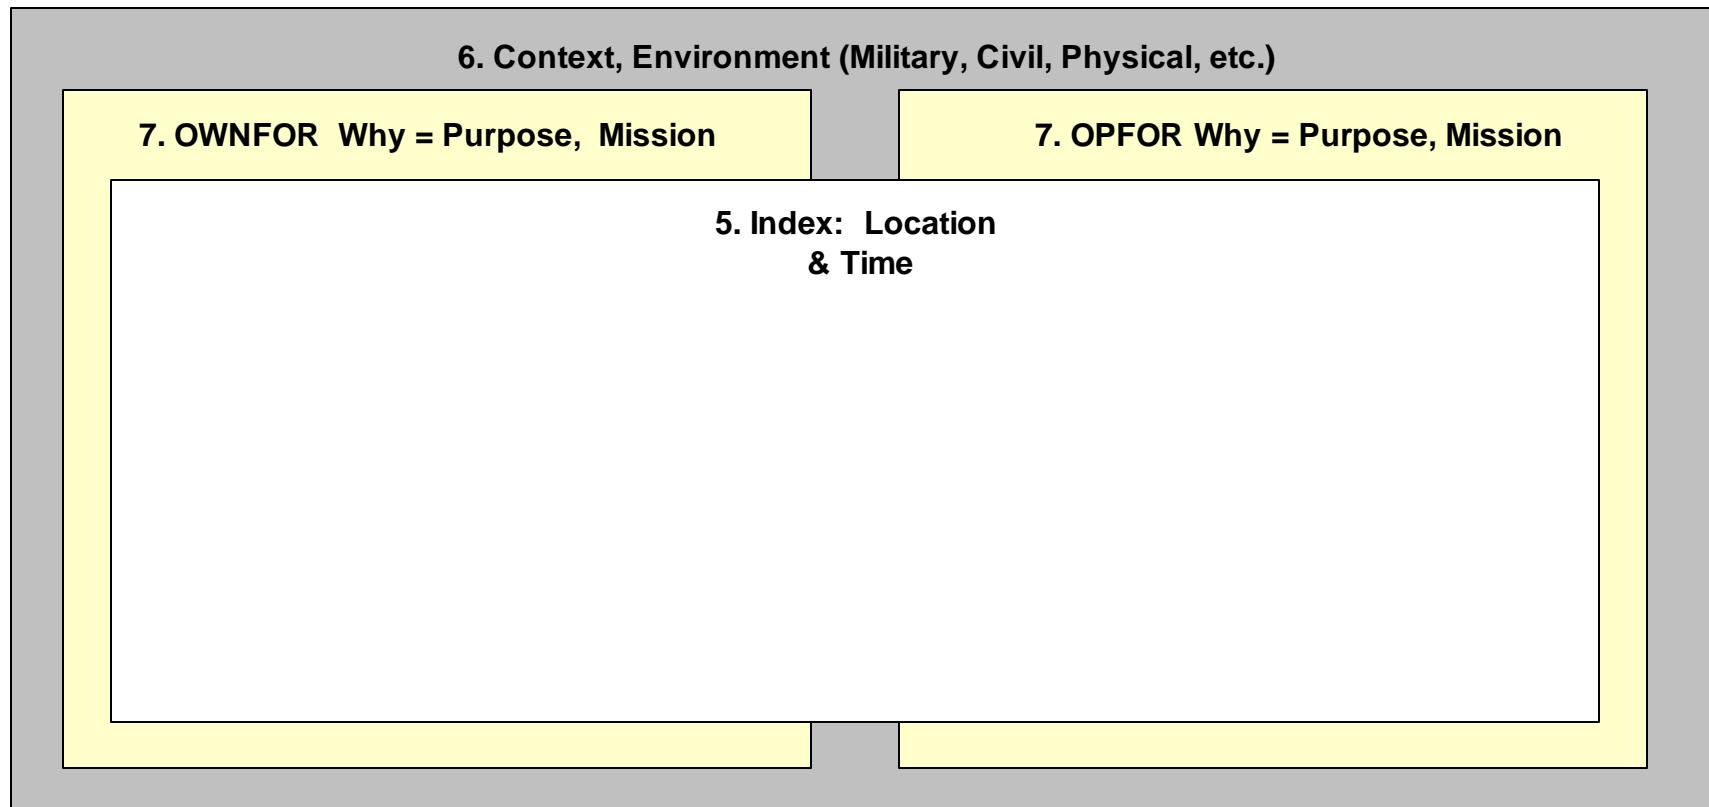 6. Context, Environment (Military, Civil, Physical, etc.)
7. OWNFOR Why = Purpose, Mission
7. OPFOR Why = Purpose, Mission
5. Index: Location
& Time